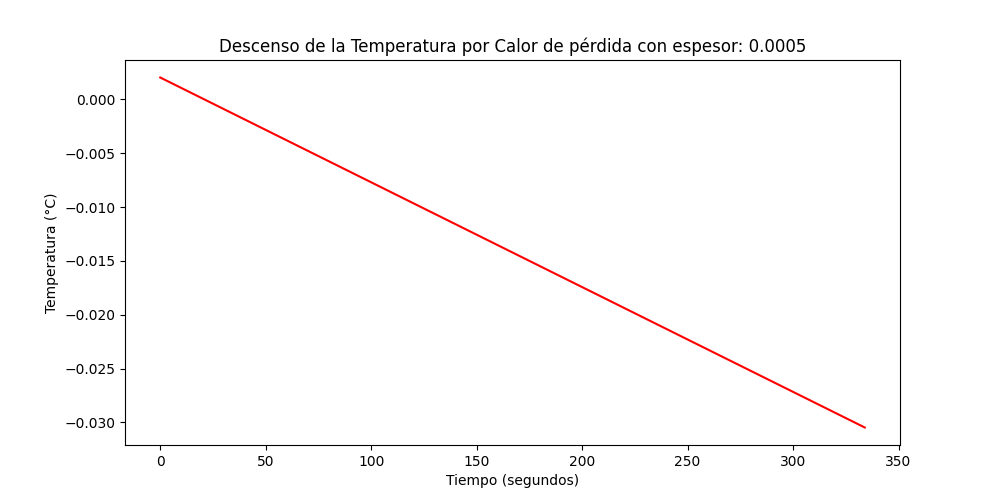 Descenso de la Temperatura por Calor de pérdida con espesor: 0.0005
Temperatura (°C)
0.000
−0.005
−0.010
−0.015
−0.020
−0.025
−0.030
0 50 100 150 200 250 300 350
Tiempo (segundos)